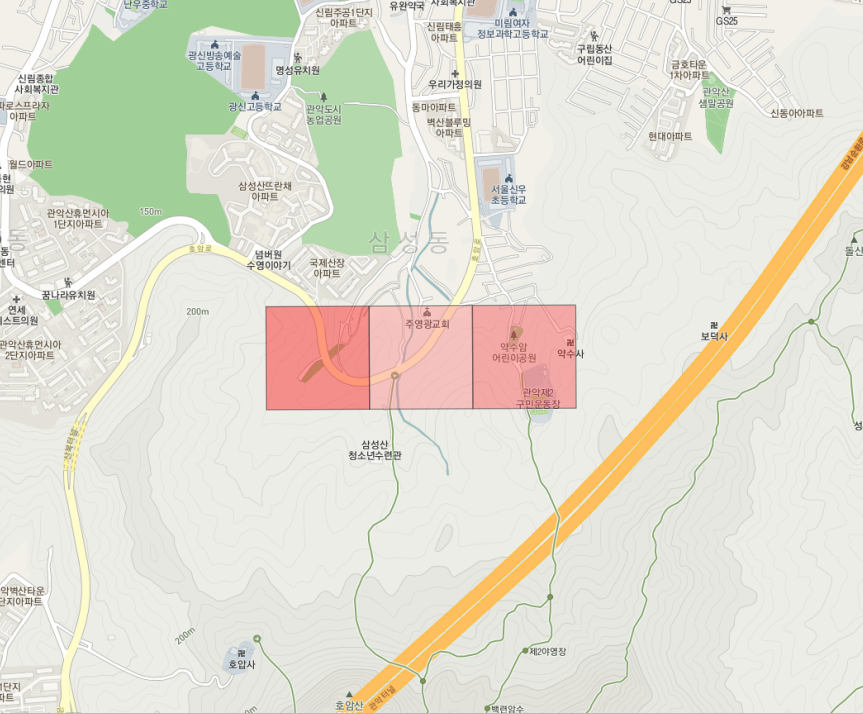 난우중학교
유완약국
사회복지관
GS25
GS25
신림주공1단지
아파트
신림태흥
아파트
미림여자
정보과학고등학교
구립동산
어린이집
광신방송예술
고등학교
명성유치원
신림종합
사회복지관
우리가정의원
금호타운
1차아파트
관악산
샘말공원
광신고등학교
관악도시
농업공원
동마아파트
벽산블루밍
아파트
파로스프라자
아파트
신동아아파트
현대아파트
월드아파트
삼성산뜨란채
아파트
서울신우
초등학교
관악산휴먼시아
1단지아파트
150m
삼성동
호암로
호암로
넘버원
수영이야기
국제산장
아파트
돌산
꿈나라유치원
연세
스트의원
200m
주영광교회
보덕사
관악산휴먼시아
2단지아파트
약수암
어린이공원
약수사
관악제2
구민운동장
삼성산
청소년수련관
산복터널
악벽산타운
단지아파트
200m
호압사
제2야영장
1단지
호암산
관악터널
백련약수